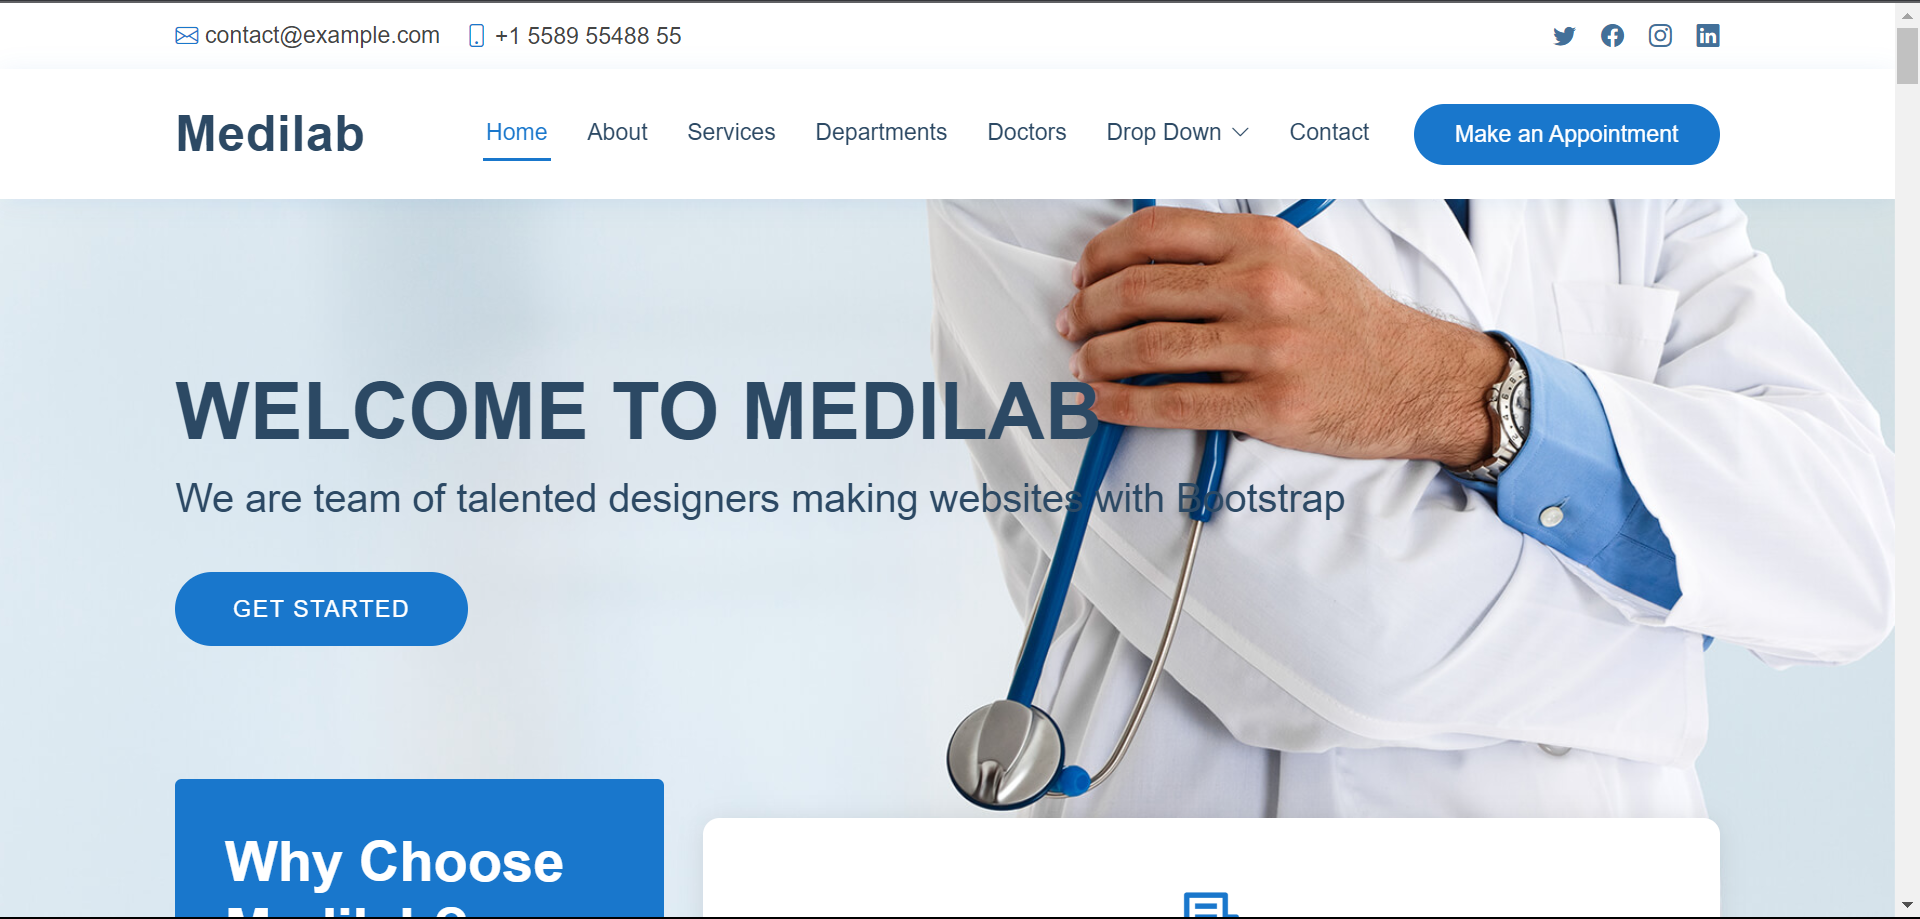 contact@example.com +1 5589 55488 55
Medilab
Home About Services Departments Doctors Drop Down Contact Make an Appointment
WELCOME TO MEDILAB
We are team of talented designers making websites with Bootstrap
GET STARTED
Why Choose
Medilab?